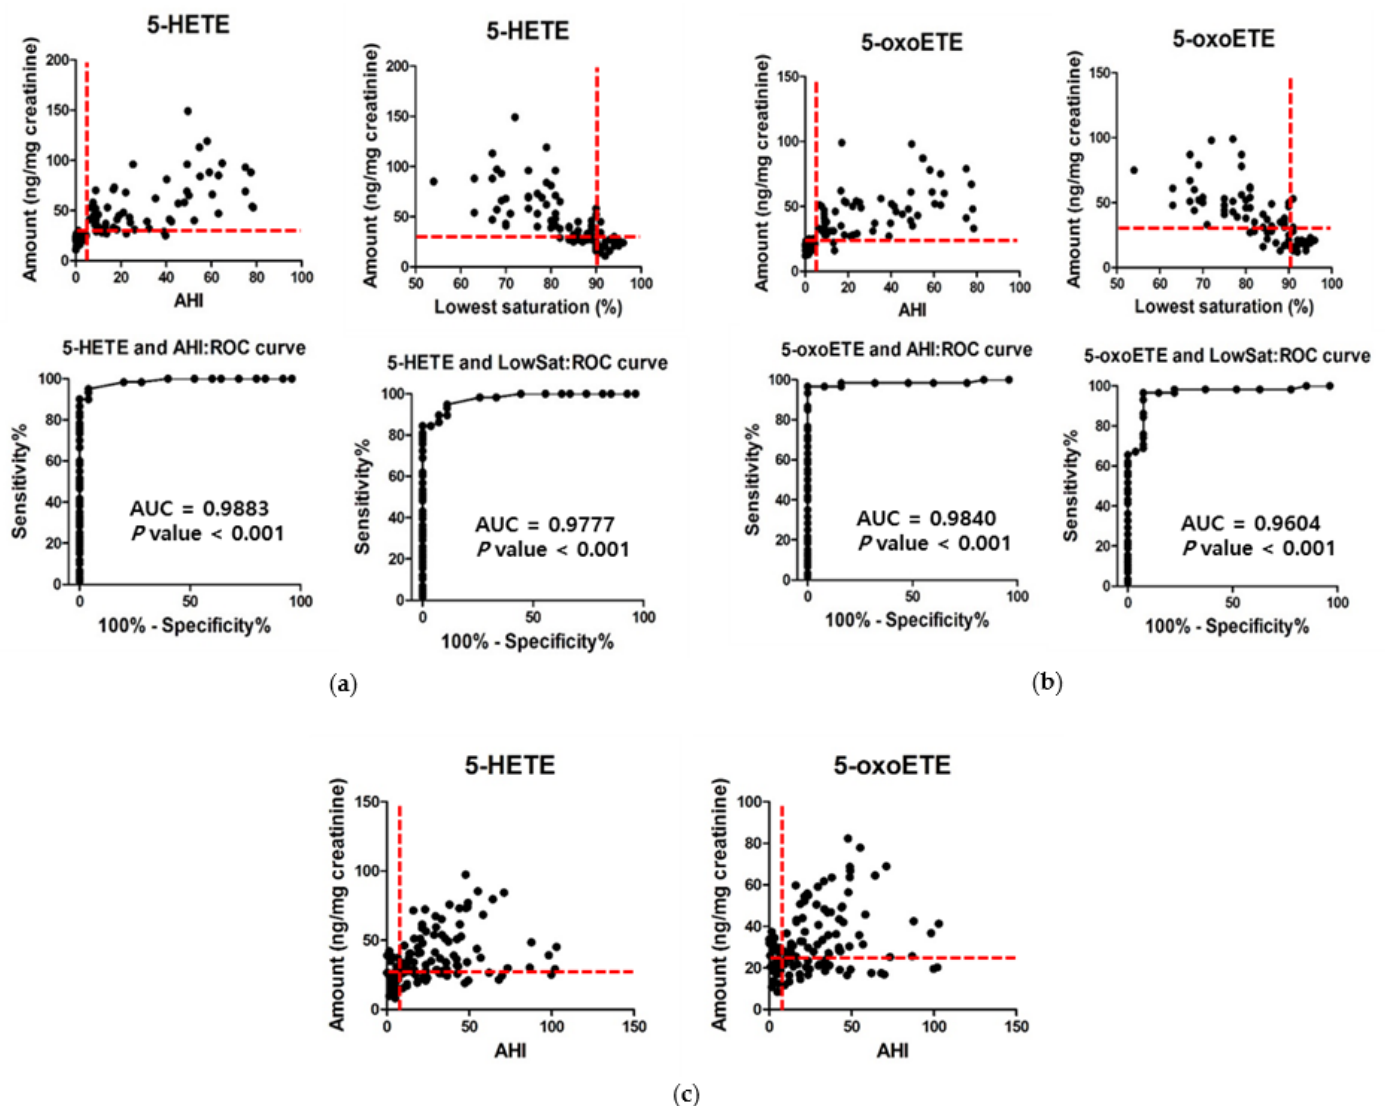 5-HETE
Amount (ng/mg creatinine)
200
150
100
50
0
0
20
40
60
80
100
AHI
5-HETE
Amount (ng/mg creatinine)
200
150
100
50
0
50
60
70
80
90
100
Lowest saturation (%)
5-oxoETE
Amount (ng/mg creatinine)
150
100
50
0
0
20
40
60
80
100
AHI
5-oxoETE
Amount (ng/mg creatinine)
150
100
50
0
50
60
70
80
90
100
Lowest saturation (%)
5-HETE and AHI:ROC curve
Sensitivity%
100
80
60
40
20
0
AUC = 0.9883
P value < 0.001
0
50
100
100% - Specificity%
5-HETE and LowSat:ROC curve
Sensitivity%
100
80
60
40
20
0
AUC = 0.9777
P value < 0.001
0
50
100
100% - Specificity%
5-oxoETE and AHI:ROC curve
Sensitivity%
100
80
60
40
20
0
AUC = 0.9840
P value < 0.001
0
50
100
100% - Specificity%
5-oxoETE and LowSat:ROC curve
Sensitivity%
100
80
60
40
20
0
AUC = 0.9604
P value < 0.001
0
50
100
100% - Specificity%
(a)
(b)
5-HETE
Amount (ng/mg creatinine)
150
100
50
0
0
50
100
150
AHI
5-oxoETE
Amount (ng/mg creatinine)
100
80
60
40
20
0
0
50
100
150
AHI
(c)